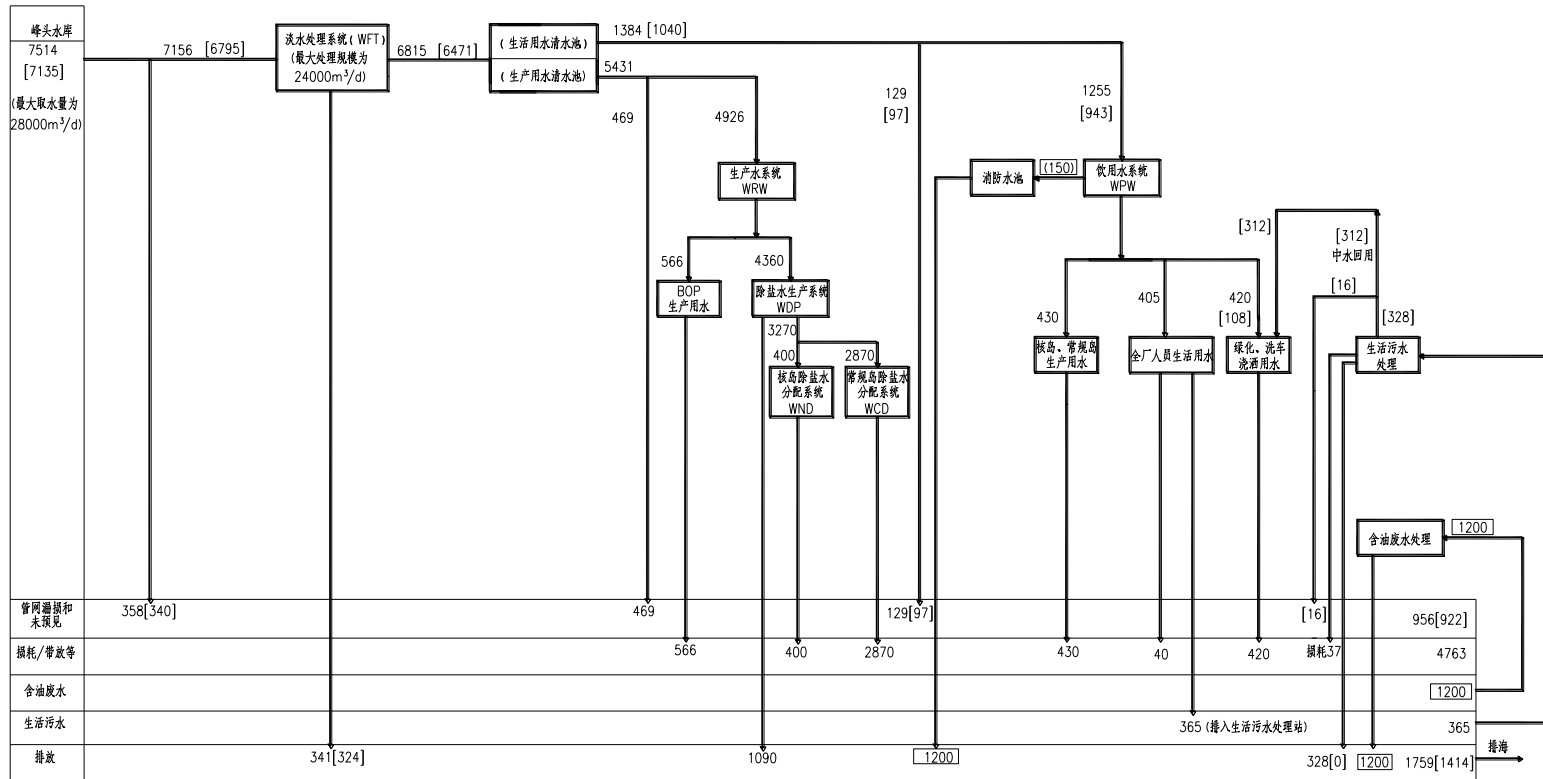 峰头水库
7514
[7135]
(最大取水量为
28000m³/d)
7156 [6795]
淡水处理系统(WFT)
(最大处理规模为
24000m³/d)
6815 [6471]
(生活用水清水池)
(生产用水清水池)
1384 [1040]
5431
469
4926
129
[97]
1255
[943]
生产水系统
WRW
消防水池
(150)
饮用水系统
WPW
[312]
[312]
中水回用
[16]
[328]
566
4360
BOP
生产用水
除盐水生产系统
WDP
3270
400
2870
核岛除盐水
分配系统
WND
常规岛除盐水
分配系统
WCD
430
405
420
[108]
核岛、常规岛
生产用水
全厂人员生活用水
绿化、洗车
浇洒用水
生活污水
处理
含油废水处理
1200
管网漏损和
未预见
358[340]
469
129[97]
[16]
956[922]
损耗/带放等
566
400
2870
430
40
420
损耗37
4763
含油废水
1200
生活污水
365 (排入生活污水处理站)
365
排放
341[324]
1090
1200
328[0]
1200
1759[1414]
排海